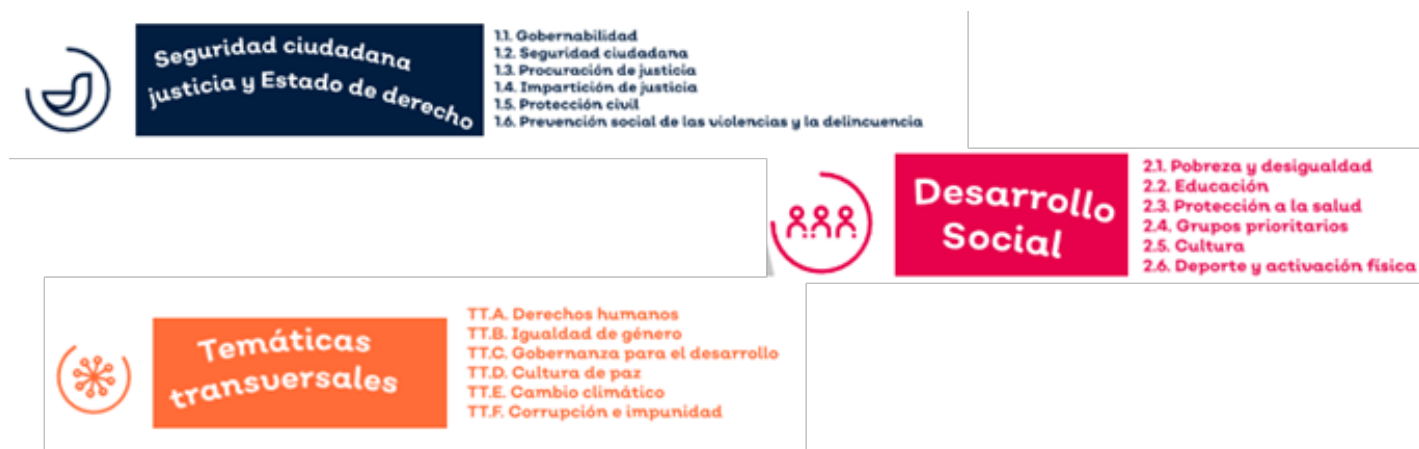 Seguridad ciudadana
justicia y Estado de derecho
1.1. Gobernabilidad
1.2. Seguridad ciudadana
1.3. Procuración de justicia
1.4. Impartición de justicia
1.5. Protección civil
1.6. Prevención social de las violencias y la delincuencia
Desarrollo
Social
2.1. Pobreza y desigualdad
2.2. Educación
2.3. Protección a la salud
2.4. Grupos prioritarios
2.5. Cultura
2.6. Deporte y activación física
Temáticas
transversales
TT.A. Derechos humanos
TT.B. Igualdad de género
TT.C. Gobernanza para el desarrollo
TT.D. Cultura de paz
TT.E. Cambio climático
TT.F. Corrupción e impunidad